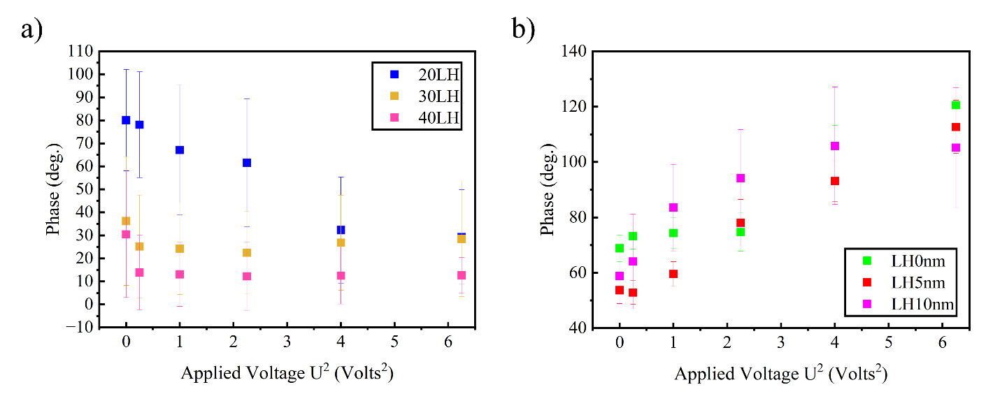 a)
110
100
90
80
70
60
50
40
30
20
10
0
−10
Phase (deg.)
20LH
30LH
40LH
0 1 2 3 4 5 6
Applied Voltage U² (Volts²)
b)
140
120
100
80
60
40
Phase (deg.)
LH0nm
LH5nm
LH10nm
0 1 2 3 4 5 6
Applied Voltage U² (Volts²)